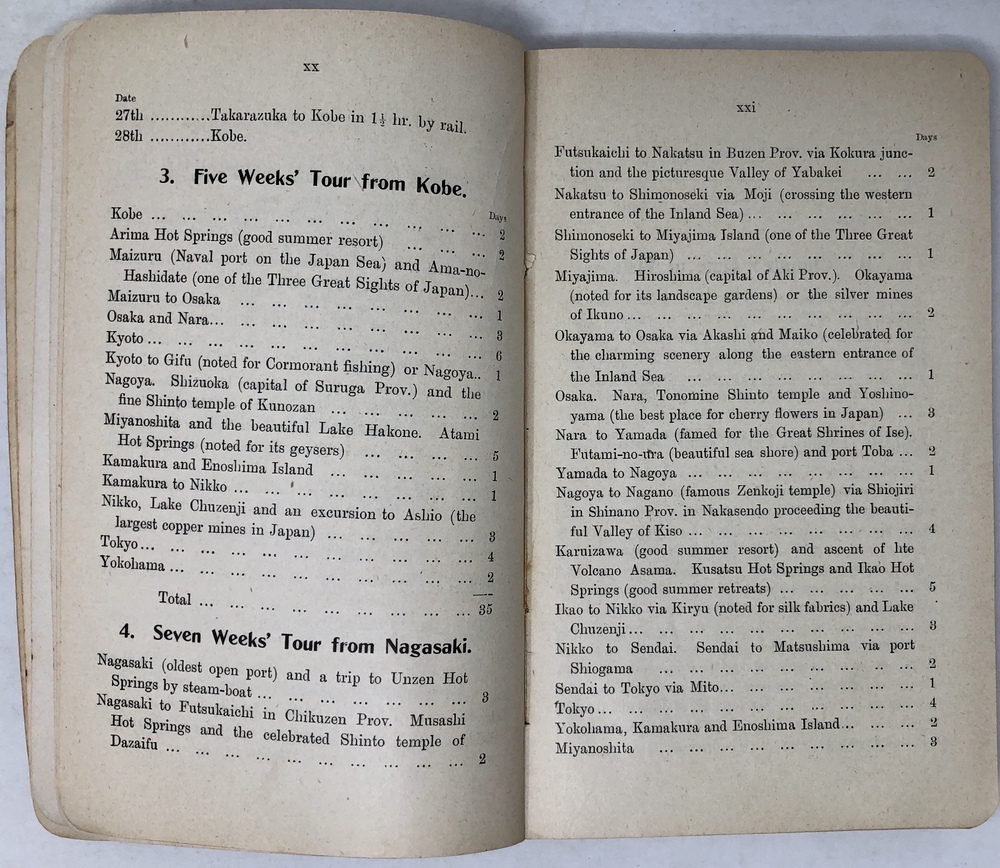 xx
Date
27th ............Takarazuka to Kobe in 1½ hr. by rail.
28th ............Kobe.
3. Five Weeks' Tour from Kobe.
Days
Kobe ... ... ... ... ... ... ... ... ... ... 2
Arima Hot Springs (good summer resort) ... ... ... 2
Maizuru (Naval port on the Japan Sea) and Ama-no-
Hashidate (one of the Three Great Sights of Japan)... 2
Maizuru to Osaka ... ... ... ... ... ... ... 1
Osaka and Nara... ... ... ... ... ... ... ... 3
Kyoto ... ... ... ... ... ... ... ... ... ... 6
Kyoto to Gifu (noted for Cormorant fishing) or Nagoya.. 1
Nagoya. Shizuoka (capital of Suruga Prov.) and the
fine Shinto temple of Kunozan ... ... ... ... ... 2
Miyanoshita and the beautiful Lake Hakone. Atami
Hot Springs (noted for its geysers) ... ... ... ... 5
Kamakura and Enoshima Island ... ... ... ... ... 1
Kamakura to Nikko ... ... ... ... ... ... ... 1
Nikko, Lake Chuzenji and an excursion to Ashio (the
largest copper mines in Japan) ... ... ... ... ... 3
Tokyo... ... ... ... ... ... ... ... ... ... 4
Yokohama ... ... ... ... ... ... ... ... ... 2
Total ... ... ... ... ... ... ... ... 35
4. Seven Weeks' Tour from Nagasaki.
Nagasaki (oldest open port) and a trip to Unzen Hot
Springs by steam-boat ... ... ... ... ... ... ... 3
Nagasaki to Futsukaichi in Chikuzen Prov. Musashi
Hot Springs and the celebrated Shinto temple of
Dazaifu ... ... ... ... ... ... ... ... ... 2
xxi
Days
Futsukaichi to Nakatsu in Buzen Prov. via Kokura junc-
tion and the picturesque Valley of Yabakei ... ... 2
Nakatsu to Shimonoseki via Moji (crossing the western
entrance of the Inland Sea) ... ... ... ... ... ... 1
Shimonoseki to Miyajima Island (one of the Three Great
Sights of Japan) ... ... ... ... ... ... ... 1
Miyajima. Hiroshima (capital of Aki Prov.). Okayama
(noted for its landscape gardens) or the silver mines
of Ikuno ... ... ... ... ... ... ... ... ... 2
Okayama to Osaka via Akashi and Maiko (celebrated for
the charming scenery along the eastern entrance of
the Inland Sea ... ... ... ... ... ... ... 1
Osaka. Nara, Tonomine Shinto temple and Yoshino-
yama (the best place for cherry flowers in Japan) ... 3
Nara to Yamada (famed for the Great Shrines of Ise).
Futami-no-ura (beautiful sea shore) and port Toba ... 2
Yamada to Nagoya ... ... ... ... ... ... ... 1
Nagoya to Nagano (famous Zenkoji temple) via Shiojiri
in Shinano Prov. in Nakasendo proceeding the beauti-
ful Valley of Kiso ... ... ... ... ... ... ... 4
Karuizawa (good summer resort) and ascent of hte
Volcano Asama. Kusatsu Hot Springs and Ikao Hot
Springs (good summer retreats) ... ... ... ... ... 5
Ikao to Nikko via Kiryu (noted for silk fabrics) and Lake
Chuzenji ... ... ... ... ... ... ... ... ... 3
Nikko to Sendai. Sendai to Matsushima via port
Shiogama ... ... ... ... ... ... ... ... 2
Sendai to Tokyo via Mito... ... ... ... ... ... ... 1
Tokyo ... ... ... ... ... ... ... ... ... ... 4
Yokohama, Kamakura and Enoshima Island... ... ... 2
Miyanoshita ... ... ... ... ... ... ... ... 3